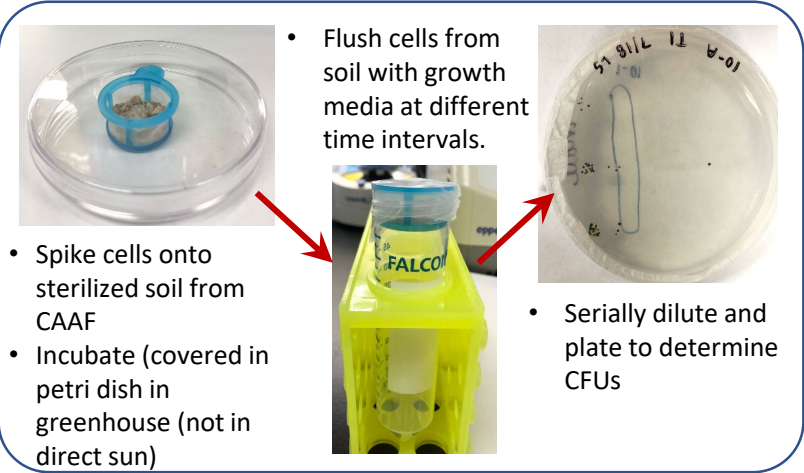 • Flush cells from
soil with growth
media at different
time intervals.
• Spike cells onto
sterilized soil from
CAAF
• Incubate (covered in
petri dish in
greenhouse (not in
direct sun)
FALCON
• Serially dilute and
plate to determine
CFUs